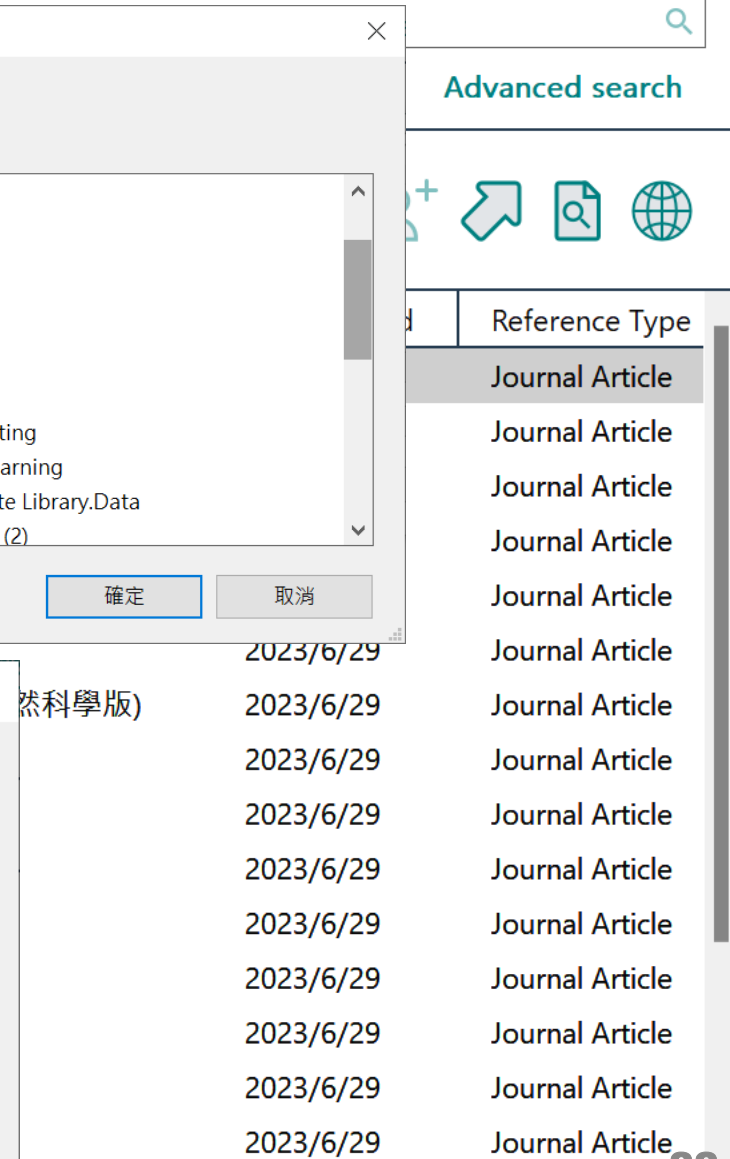 Advanced search
d Reference Type
Journal Article
ting
Journal Article
arning
Journal Article
te Library.Data
(2)
Journal Article
確定 取消
Journal Article
2023/6/29 Journal Article
然科學版) 2023/6/29 Journal Article
2023/6/29 Journal Article
2023/6/29 Journal Article
2023/6/29 Journal Article
2023/6/29 Journal Article
2023/6/29 Journal Article
2023/6/29 Journal Article
2023/6/29 Journal Article
2023/6/29 Journal Article